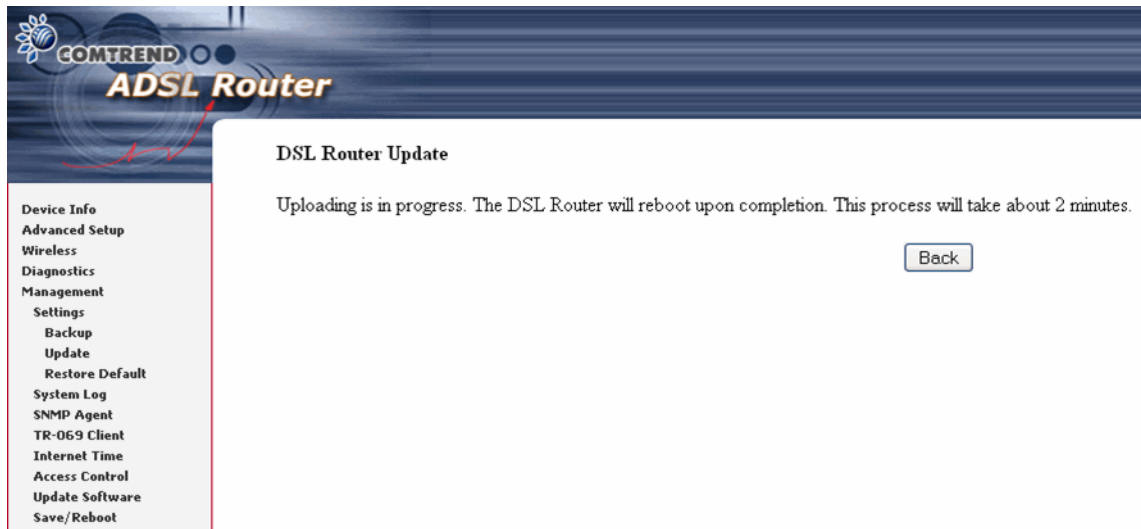 COMTREND
ADSL Router
DSL Router Update
Uploading is in progress. The DSL Router will reboot upon completion. This process will take about 2 minutes.
Back
Device Info
Advanced Setup
Wireless
Diagnostics
Management
Settings
Backup
Update
Restore Default
System Log
SNMP Agent
TR-069 Client
Internet Time
Access Control
Update Software
Save/Reboot